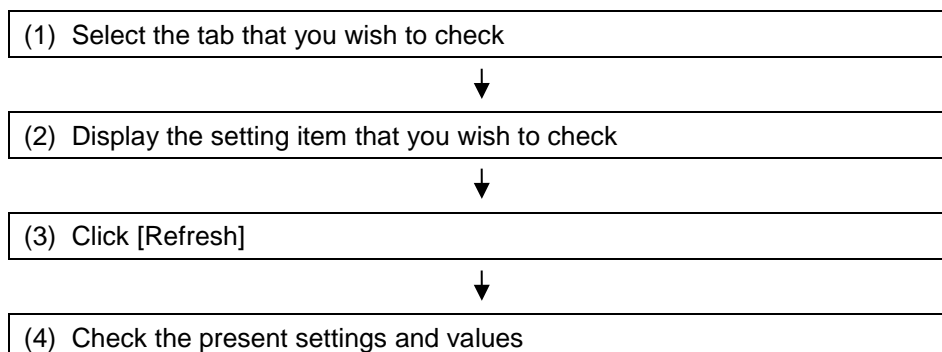 (1) Select the tab that you wish to check
(2) Display the setting item that you wish to check
(3) Click [Refresh]
(4) Check the present settings and values